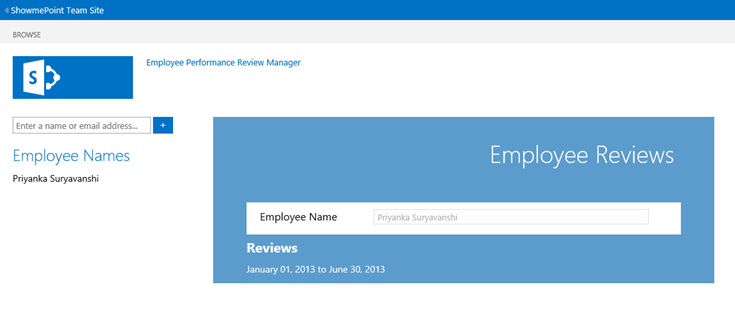 ShowmePoint Team Site
BROWSE
S
Employee Performance Review Manager
Enter a name or email address...
+
Employee Names
Priyanka Suryavanshi
Employee Reviews
Employee Name
Priyanka Suryavanshi
Reviews
January 01, 2013 to June 30, 2013